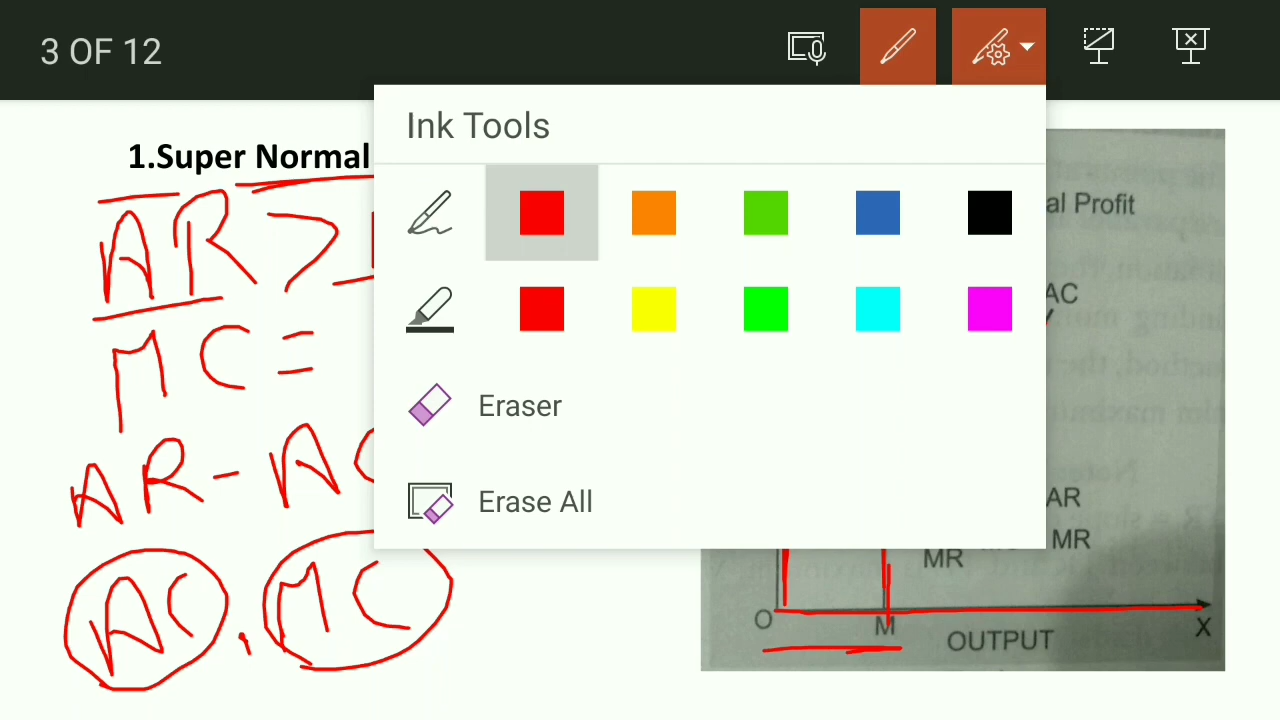 3 OF 12
Ink Tools
1.Super Normal
AR >
MC =
AR - AC
AC, MC
Eraser
Erase All
al Profit
AC
AR
MR
MR
O
M
X
OUTPUT